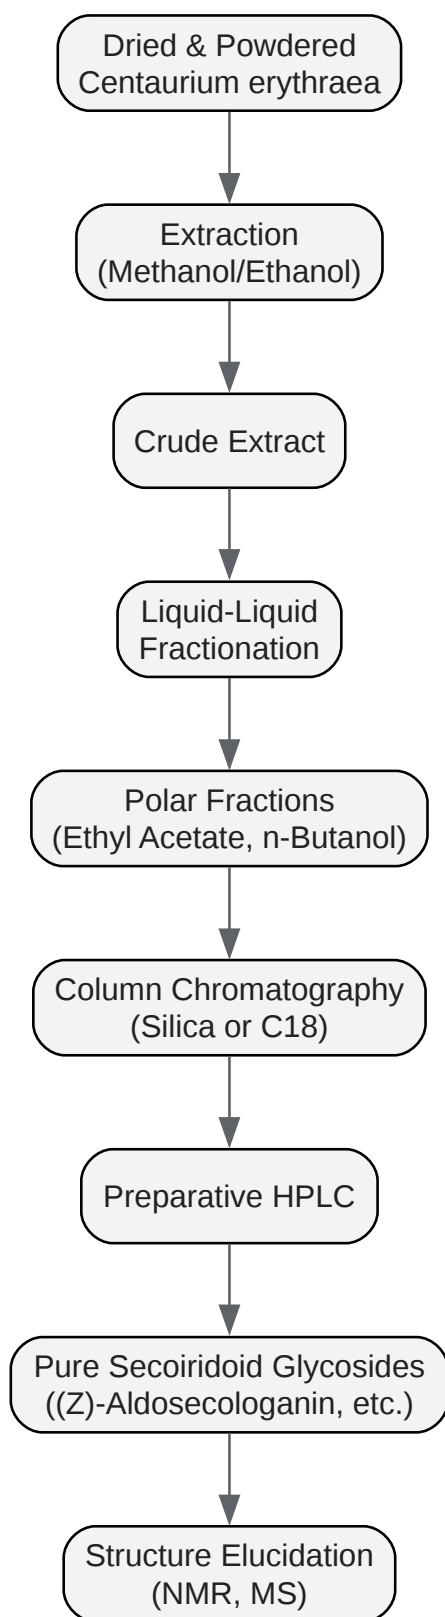 Dried & Powdered
Centaurium erythraea
Extraction
(Methanol/Ethanol)
Crude Extract
Liquid-Liquid
Fractionation
Polar Fractions
(Ethyl Acetate, n-Butanol)
Column Chromatography
(Silica or C18)
Preparative HPLC
Pure Secoiridoid Glycosides
((Z)-Aldosecologanin, etc.)
Structure Elucidation
(NMR, MS)